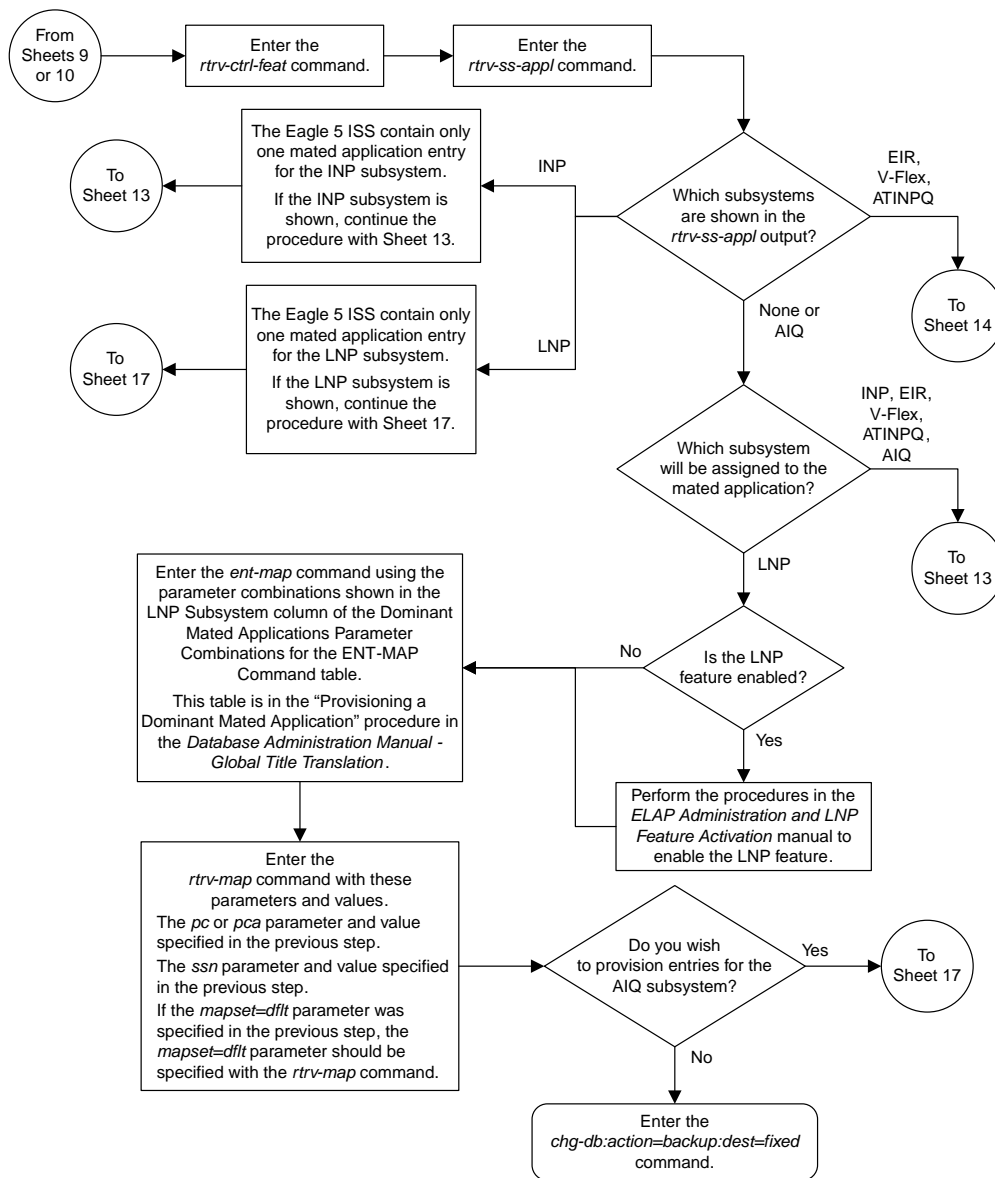 From
Sheets 9
or 10
Enter the
rtrv-ctrl-feat command.
Enter the
rtrv-ss-appl command.
The Eagle 5 ISS contain only
one mated application entry
for the INP subsystem.
If the INP subsystem is
shown, continue the
procedure with Sheet 13.
To
Sheet 13
INP
Which subsystems
are shown in the
rtrv-ss-appl output?
EIR,
V-Flex,
ATINPQ
To
Sheet 14
The Eagle 5 ISS contain only
one mated application entry
for the LNP subsystem.
If the LNP subsystem is
shown, continue the
procedure with Sheet 17.
To
Sheet 17
LNP
None or
AIQ
Which subsystem
will be assigned to the
mated application?
INP, EIR,
V-Flex,
ATINPQ,
AIQ
To
Sheet 13
LNP
Is the LNP
feature enabled?
No
Yes
Enter the ent-map command using the
parameter combinations shown in the
LNP Subsystem column of the Dominant
Mated Applications Parameter
Combinations for the ENT-MAP
Command table.
This table is in the “Provisioning a
Dominant Mated Application” procedure in
the Database Administration Manual -
Global Title Translation.
Perform the procedures in the
ELAP Administration and LNP
Feature Activation manual to
enable the LNP feature.
Enter the
rtrv-map command with these
parameters and values.
The pc or pca parameter and value
specified in the previous step.
The ssn parameter and value specified
in the previous step.
If the mapset=dflt parameter was
specified in the previous step, the
mapset=dflt parameter should be
specified with the rtrv-map command.
Do you wish
to provision entries for the
AIQ subsystem?
Yes
To
Sheet 17
No
Enter the
chg-db:action=backup:dest=fixed
command.